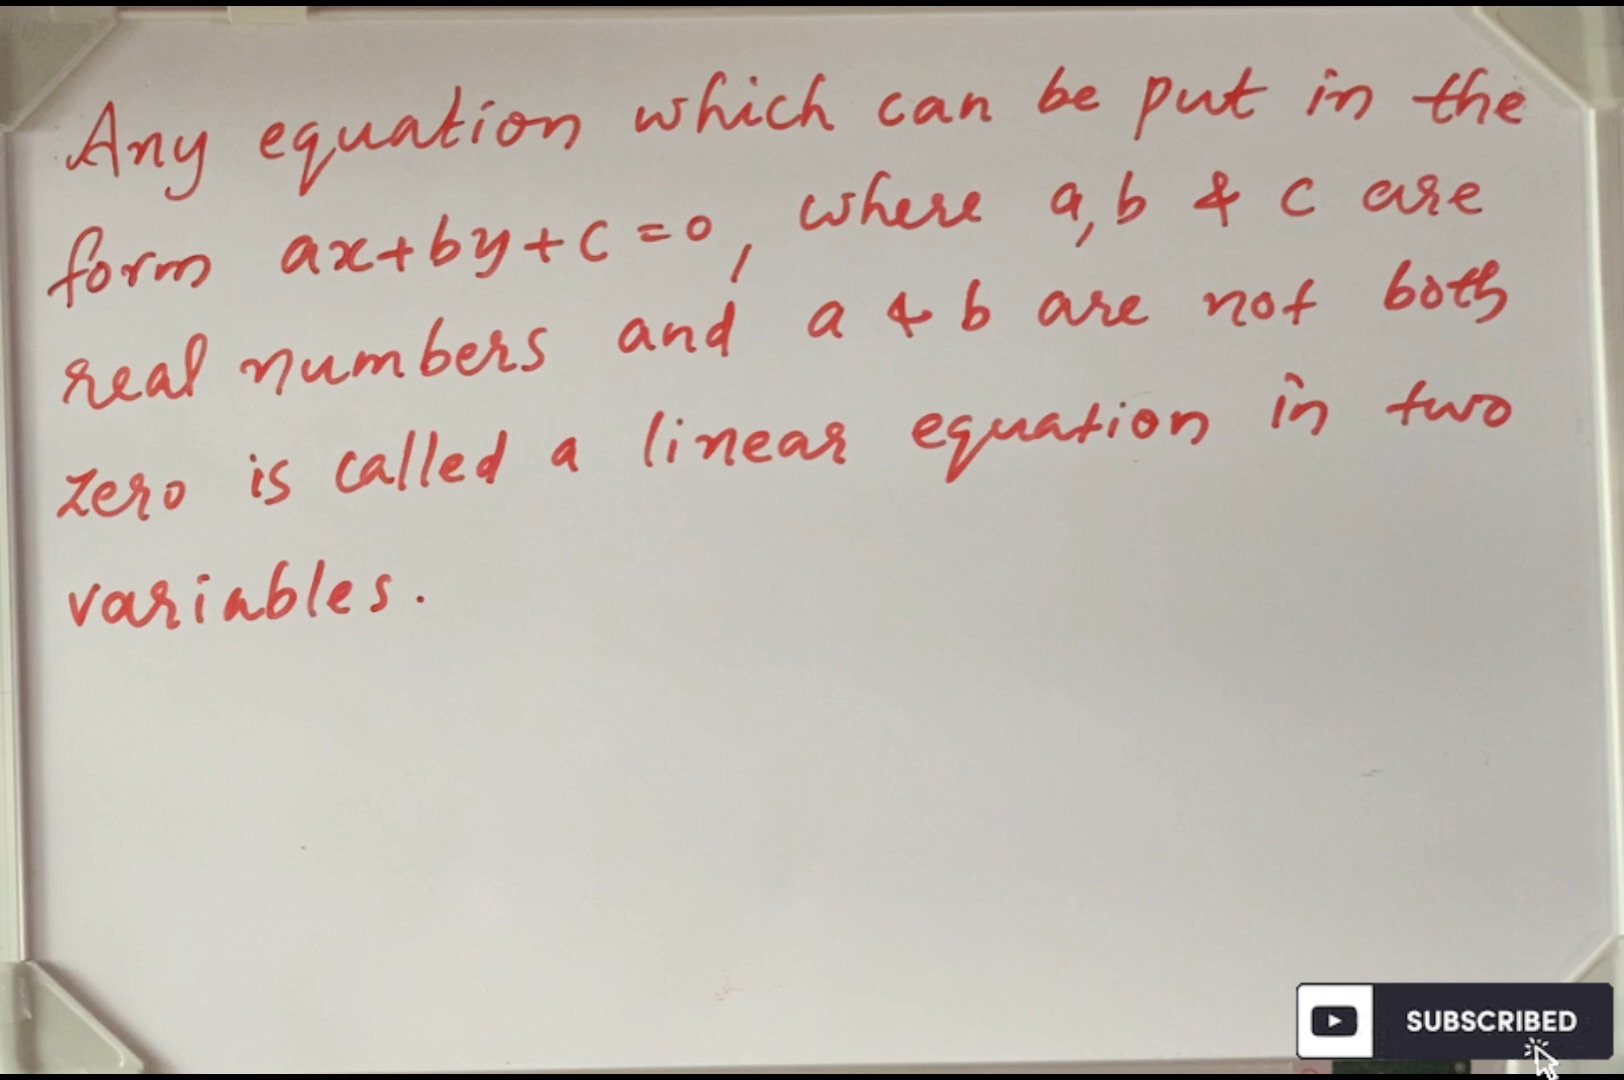 Any equation which can be put in the
form ax+by+c=0, where a,b & c are
real numbers and a & b are not both
zero is called a linear equation in two
variables.
SUBSCRIBED